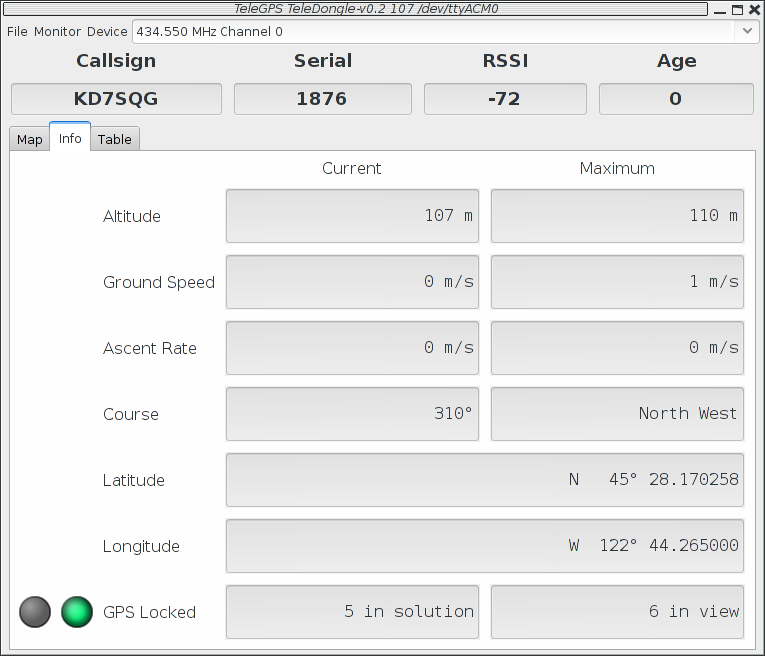 TeleGPS TeleDongle-v0.2 107 /dev/ttyACM0
File Monitor Device 434.550 MHz Channel 0
Callsign Serial RSSI Age
KD7SQG 1876 -72 0
Map Info Table
Current Maximum
Altitude 107 m 110 m
Ground Speed 0 m/s 1 m/s
Ascent Rate 0 m/s 0 m/s
Course 310° North West
Latitude N 45° 28.170258
Longitude W 122° 44.265000
GPS Locked 5 in solution 6 in view